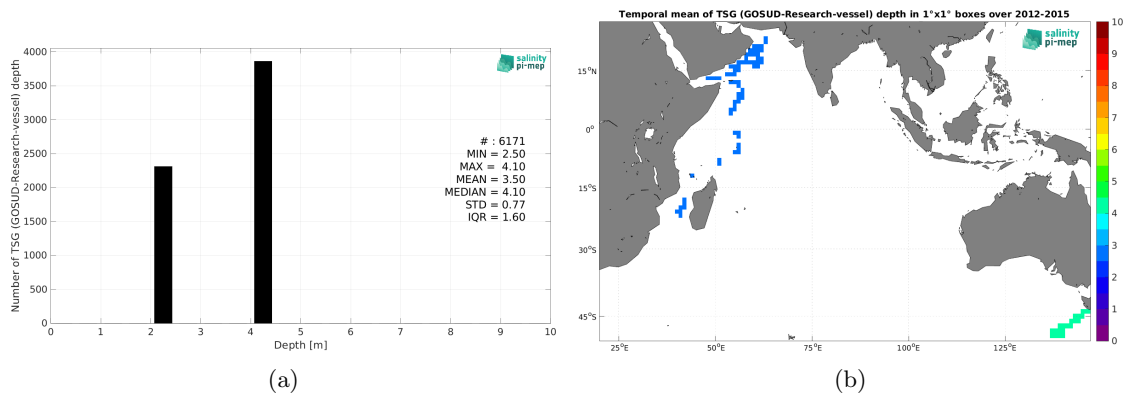 Temporal mean of TSG (GOSUD-Research-vessel) depth in 1°x1° boxes over 2012-2015
Number of TSG (GOSUD-Research-vessel) depth
4000
3500
3000
2500
2000
1500
1000
500
0
salinity
pi-mep
# : 6171
MIN = 2.50
MAX = 4.10
MEAN = 3.50
MEDIAN = 4.10
STD = 0.77
IQR = 1.60
0 1 2 3 4 5 6 7 8 9 10
Depth [m]
(a)
salinity
pi-mep
15°N
0°
15°S
30°S
45°S
25°E 50°E 75°E 100°E 125°E
10
9
8
7
6
5
4
3
2
1
0
(b)